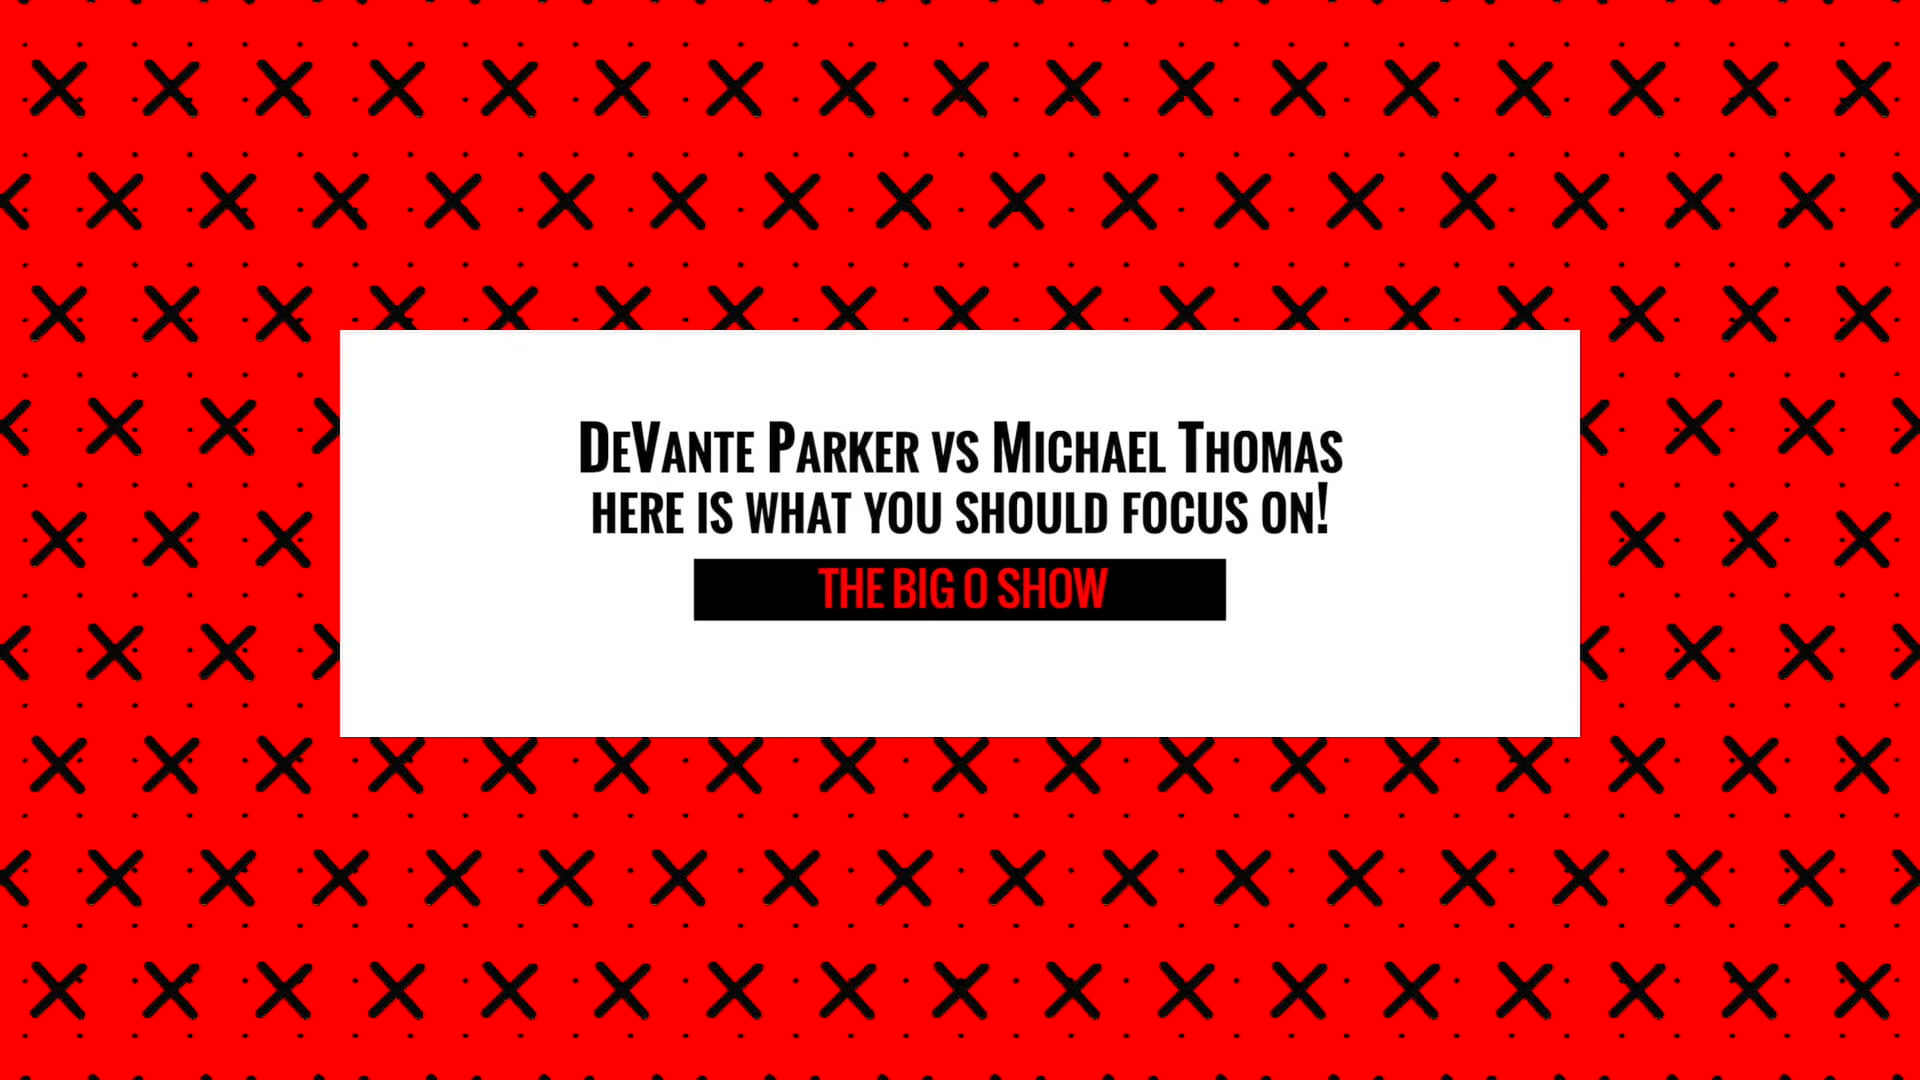 DeVante Parker vs Michael Thomas
here is what you should focus on!
THE BIG O SHOW